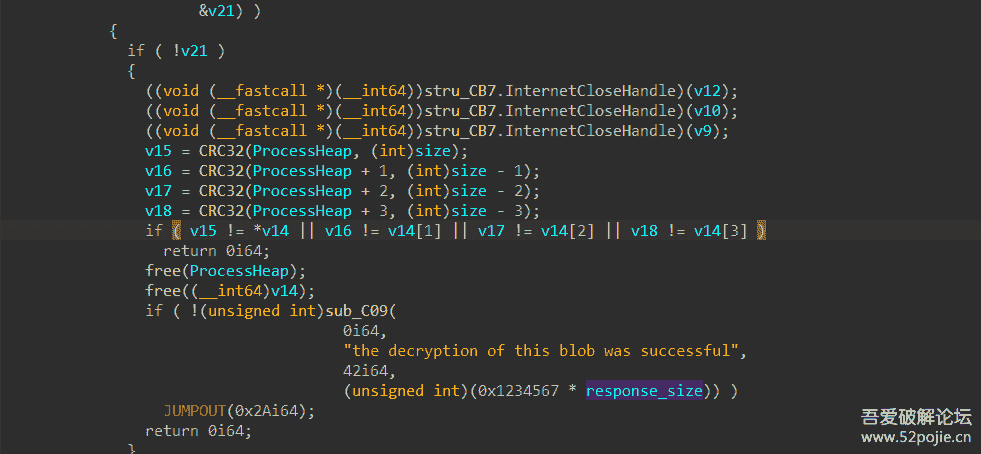 &v21) )
{
if ( !v21 )
{
((void (__fastcall *)(__int64))stru_CB7.InternetCloseHandle)(v12);
((void (__fastcall *)(__int64))stru_CB7.InternetCloseHandle)(v10);
((void (__fastcall *)(__int64))stru_CB7.InternetCloseHandle)(v9);
v15 = CRC32(ProcessHeap, (int)size);
v16 = CRC32(ProcessHeap + 1, (int)size - 1);
v17 = CRC32(ProcessHeap + 2, (int)size - 2);
v18 = CRC32(ProcessHeap + 3, (int)size - 3);
if ( v15 != *v14 || v16 != v14[1] || v17 != v14[2] || v18 != v14[3] )
return 0i64;
free(ProcessHeap);
free((__int64)v14);
if ( !(unsigned int)sub_C09(
0i64,
"the decryption of this blob was successful",
42i64,
(unsigned int)(0x1234567 * response_size)) )
JUMPOUT(0x2Ai64);
return 0i64;
}
吾爱破解论坛
www.52pojie.cn